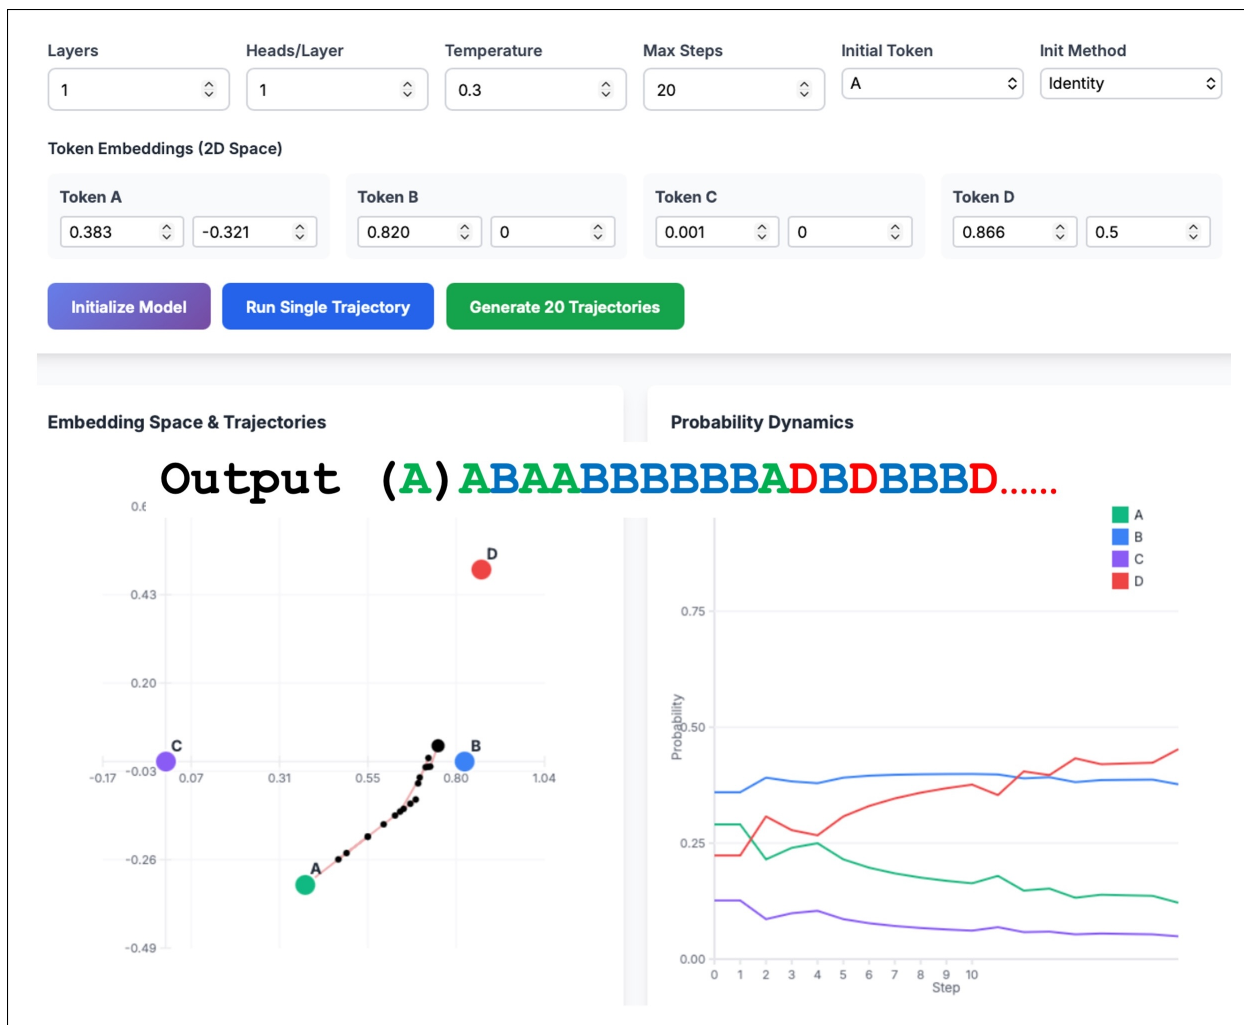 Layers Heads/Layer Temperature Max Steps Initial Token Init Method
1 1 0.3 20 A Identity
Token Embeddings (2D Space)
Token A Token B Token C Token D
0.383 -0.321 0.820 0 0.001 0 0.866 0.5
Initialize Model Run Single Trajectory Generate 20 Trajectories
Embedding Space & Trajectories Probability Dynamics
Output (A)ABAABBBBBBADBDBBBD......
0.6
D
0.43
0.20
C
B
-0.03
-0.17 0.07 0.31 0.55 0.80 1.04
A
-0.26
-0.49
A
B
C
D
0.75
0.50
0.25
0.00
Probability
0 1 2 3 4 5 6 7 8 9 10
Step